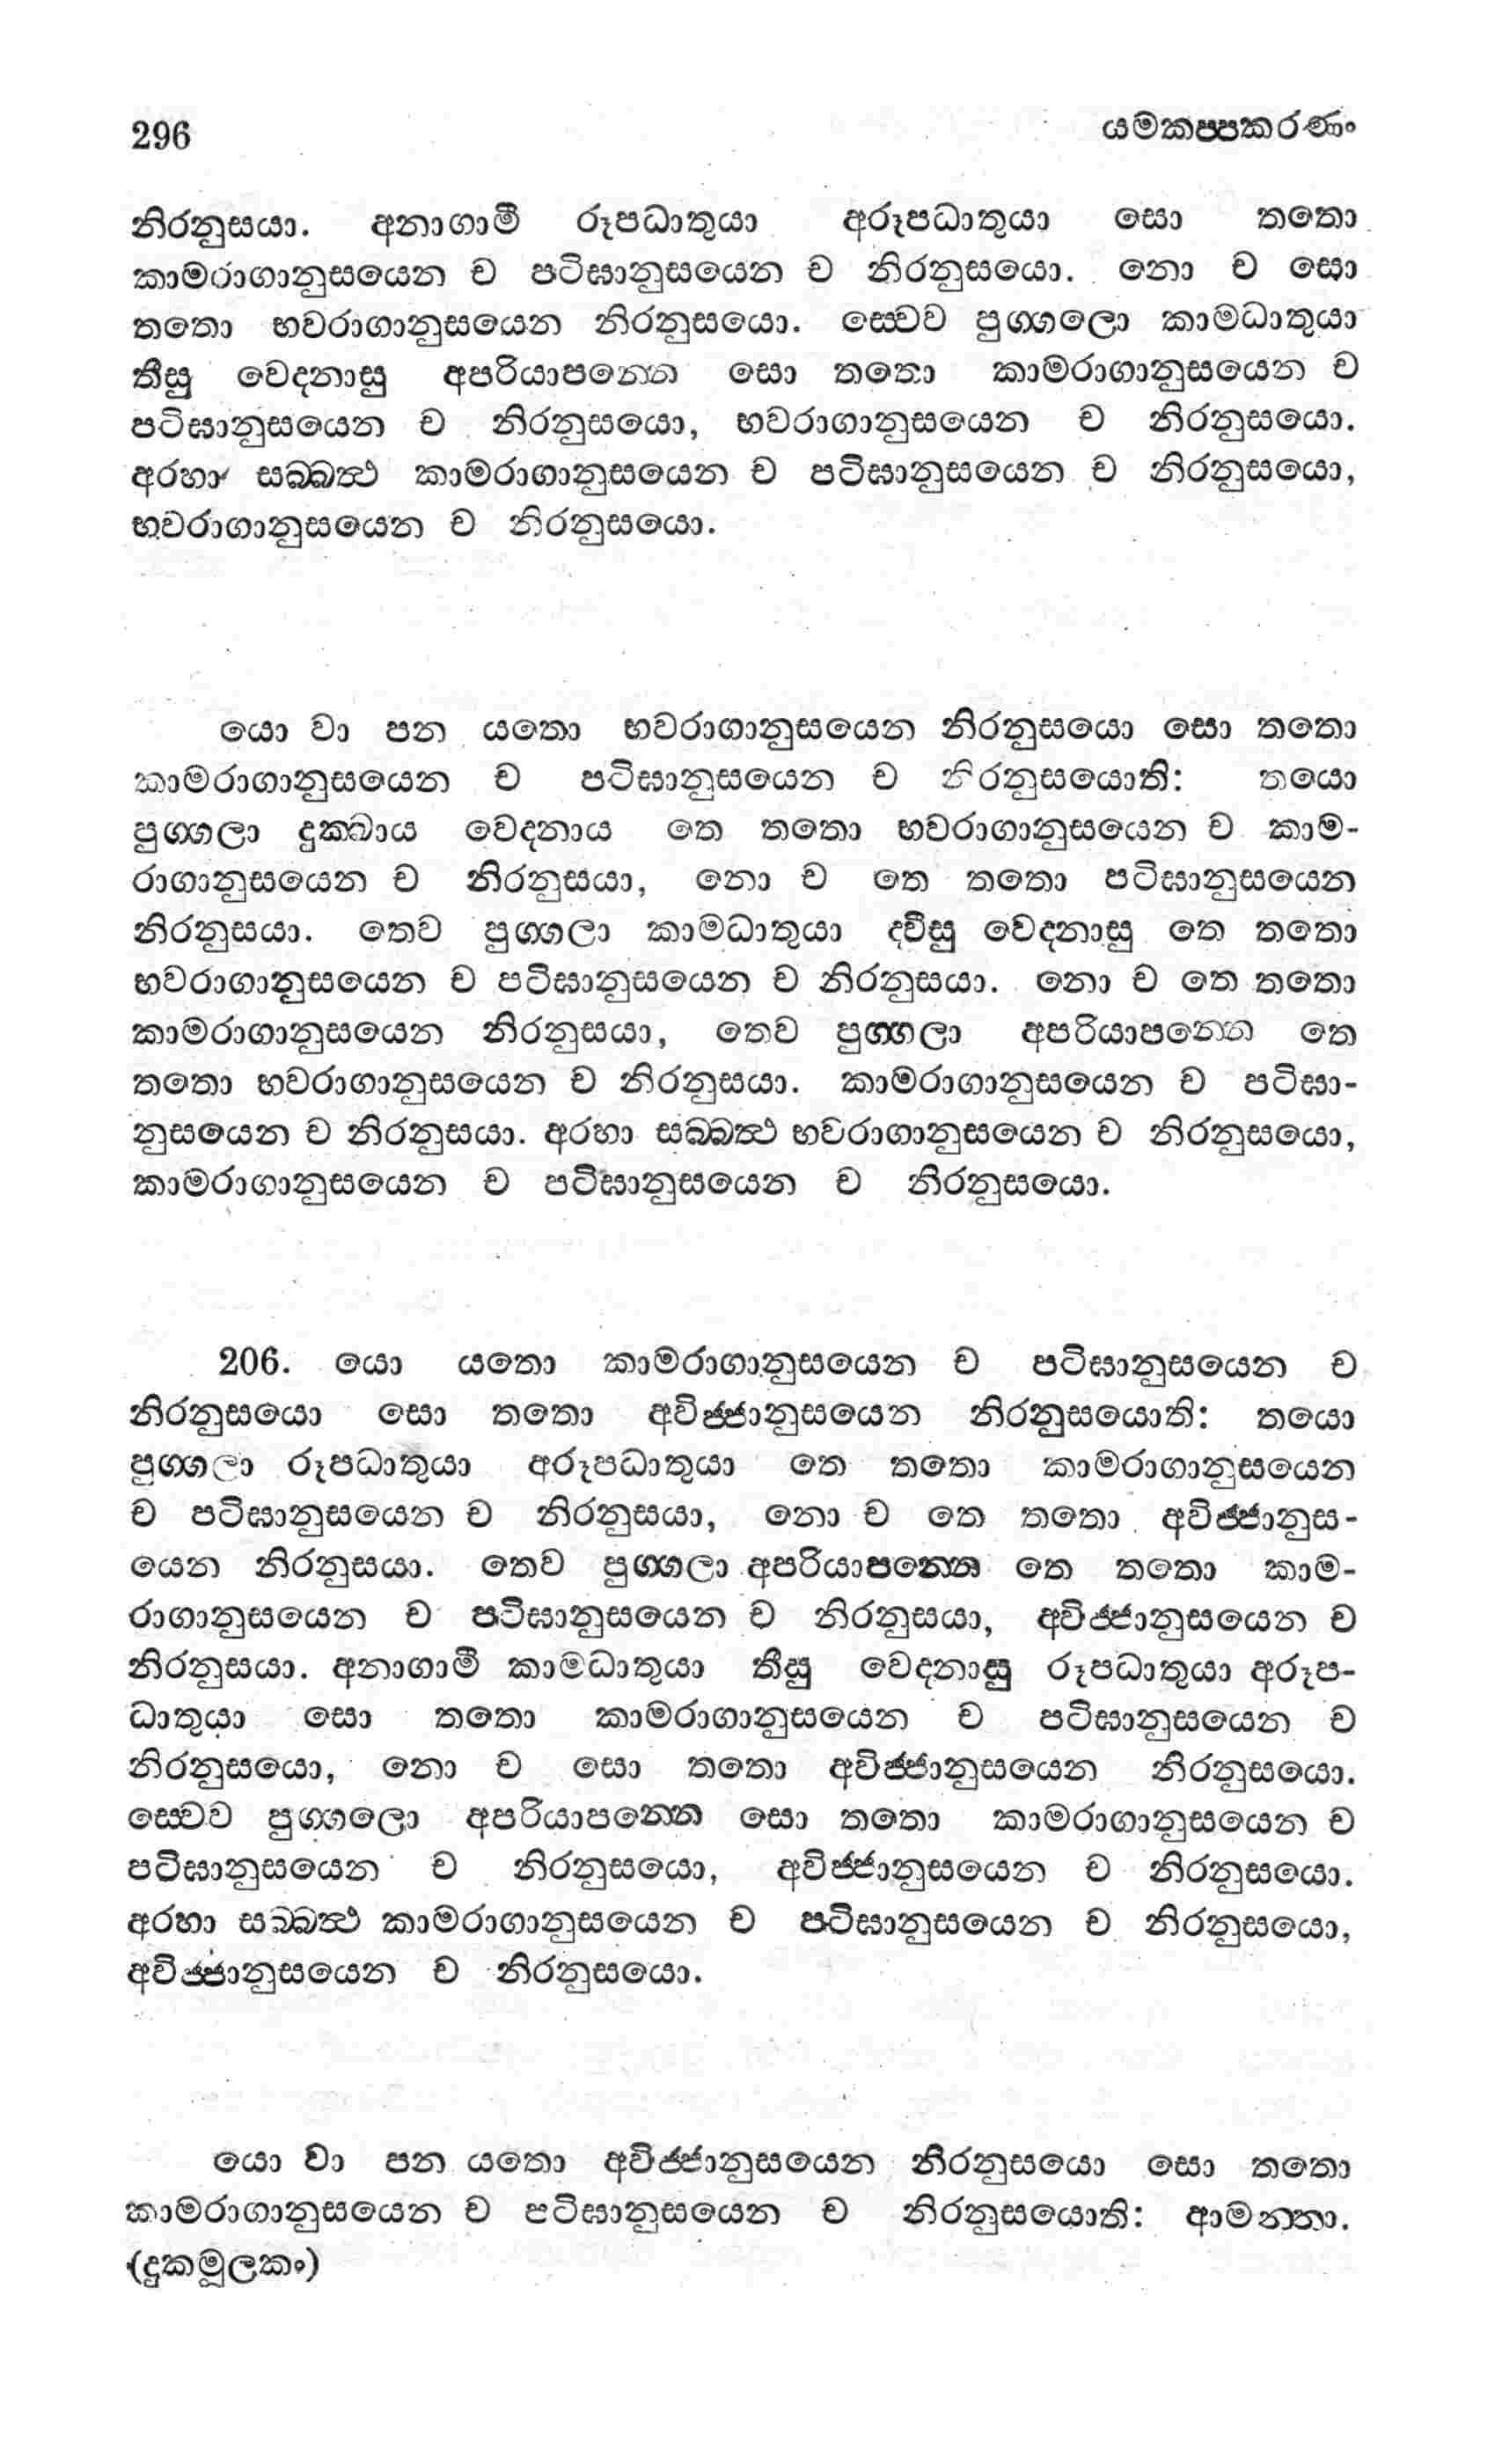 296
යමකප්පකරණං
නිරනුසයා. අනාගාමී රූපධාතුයා අරූපධාතුයා සො තතො
කාමරාගානුසයෙන ච පටිඝානුසයෙන ච නිරනුසයො. නො ච සො
තතො භවරාගානුසයෙන නිරනුසයො. ස්වෙව පුග්ගලො කාමධාතුයා
තීසු වෙදනාසු අපරියාපන්නෙ සො තතො කාමරාගානුසයෙන ච
පටිඝානුසයෙන ච නිරනුසයො, භවරාගානුසයෙන ච නිරනුසයො.
අරහා සබ්බත්ථ කාමරාගානුසයෙන ච පටිඝානුසයෙන ච නිරනුසයො,
භවරාගානුසයෙන ච නිරනුසයො.
යො වා පන යතො භවරාගානුසයෙන නිරනුසයො සො තතො
කාමරාගානුසයෙන ච පටිඝානුසයෙන ච නිරනුසයොති: තයො
පුග්ගලා දුක්ඛාය වෙදනාය තෙ තතො භවරාගානුසයෙන ච කාම-
රාගානුසයෙන ච නිරනුසයා, නො ච තෙ තතො පටිඝානුසයෙන
නිරනුසයා. තෙව පුග්ගලා කාමධාතුයා ද්වීසු වෙදනාසු තෙ තතො
භවරාගානුසයෙන ච පටිඝානුසයෙන ච නිරනුසයා. නො ච තෙ තතො
කාමරාගානුසයෙන නිරනුසයා, තෙව පුග්ගලා අපරියාපන්නෙ තෙ
තතො භවරාගානුසයෙන ච නිරනුසයා. කාමරාගානුසයෙන ච පටිඝා-
නුසයෙන ච නිරනුසයා. අරහා සබ්බත්ථ භවරාගානුසයෙන ච නිරනුසයො,
කාමරාගානුසයෙන ච පටිඝානුසයෙන ච නිරනුසයො.
206. යො යතො කාමරාගානුසයෙන ච පටිඝානුසයෙන ච
නිරනුසයො සො තතො අවිජ්ජානුසයෙන නිරනුසයොති: තයො
පුග්ගලා රූපධාතුයා අරූපධාතුයා තෙ තතො කාමරාගානුසයෙන
ච පටිඝානුසයෙන ච නිරනුසයා, නො ච තෙ තතො අවිජ්ජානුස-
යෙන නිරනුසයා. තෙව පුග්ගලා අපරියාපන්නෙ තෙ තතො කාම-
රාගානුසයෙන ච පටිඝානුසයෙන ච නිරනුසයා, අවිජ්ජානුසයෙන ච
නිරනුසයා. අනාගාමී කාමධාතුයා තීසු වෙදනාසු රූපධාතුයා අරූප-
ධාතුයා සො තතො කාමරාගානුසයෙන ච පටිඝානුසයෙන ච
නිරනුසයො, නො ච සො තතො අවිජ්ජානුසයෙන නිරනුසයො.
ස්වෙව පුග්ගලො අපරියාපන්නෙ සො තතො කාමරාගානුසයෙන ච
පටිඝානුසයෙන ච නිරනුසයො, අවිජ්ජානුසයෙන ච නිරනුසයො.
අරහා සබ්බත්ථ කාමරාගානුසයෙන ච පටිඝානුසයෙන ච නිරනුසයො,
අවිජ්ජානුසයෙන ච නිරනුසයො.
යො වා පන යතො අවිජ්ජානුසයෙන නිරනුසයො සො තතො
කාමරාගානුසයෙන ච පටිඝානුසයෙන ච නිරනුසයොති: ආමන්තා.
(දුකමූලකං)